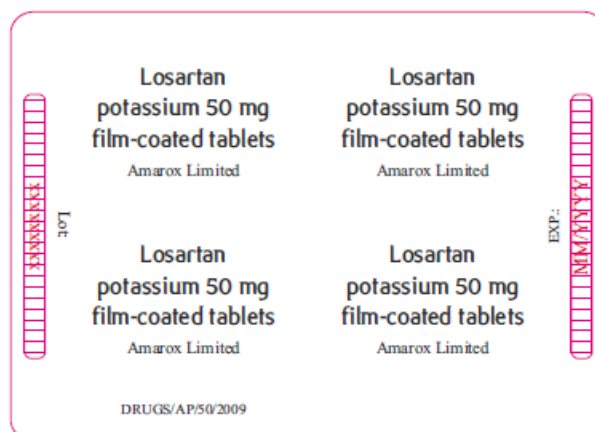 Losartan
potassium 50 mg
film-coated tablets
Amarox Limited
Losartan
potassium 50 mg
film-coated tablets
Amarox Limited
Lot
XXXXXXXXX
EXP.:
MM/YYYY
Losartan
potassium 50 mg
film-coated tablets
Amarox Limited
Losartan
potassium 50 mg
film-coated tablets
Amarox Limited
DRUGS/AP/50/2009